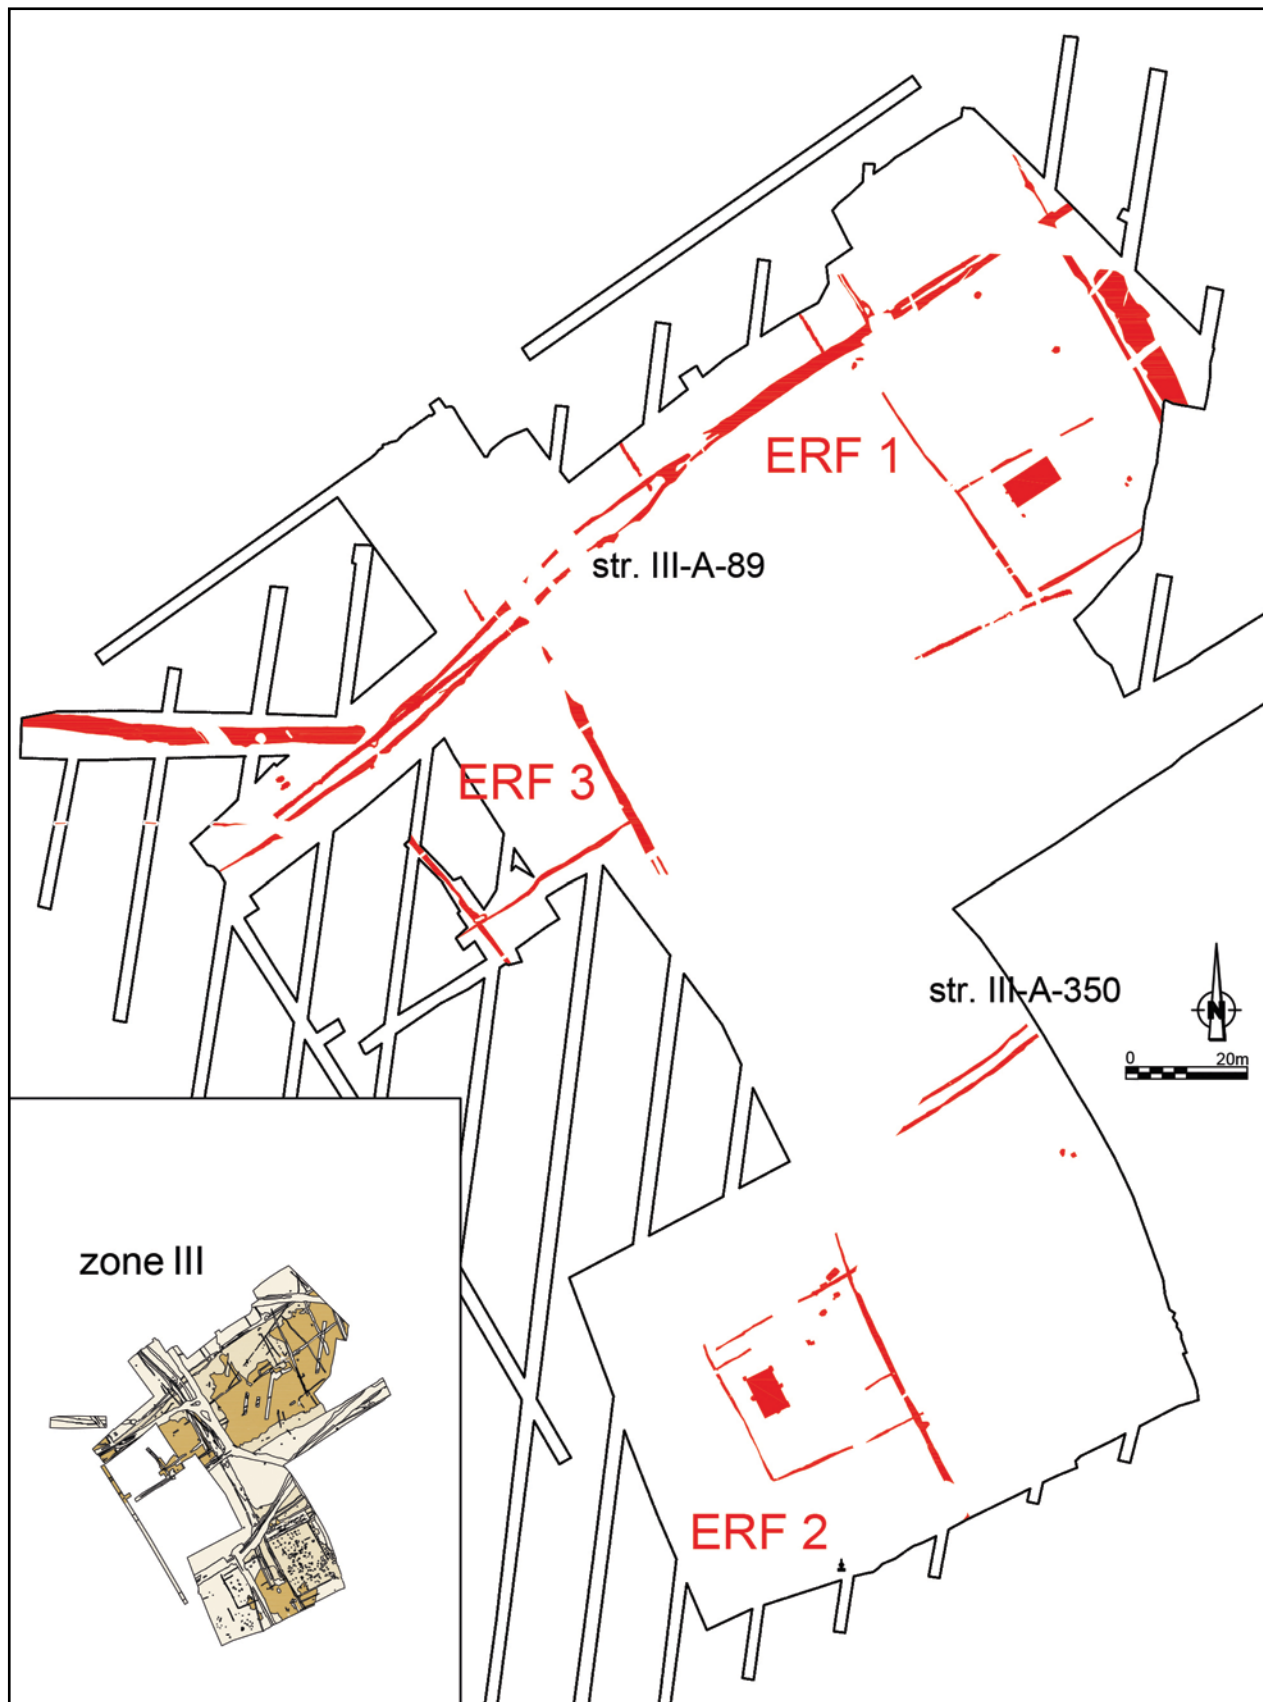 ERF 1
str. III-A-89
ERF 3
str. III-A-350
N
0 20m
zone III
ERF 2